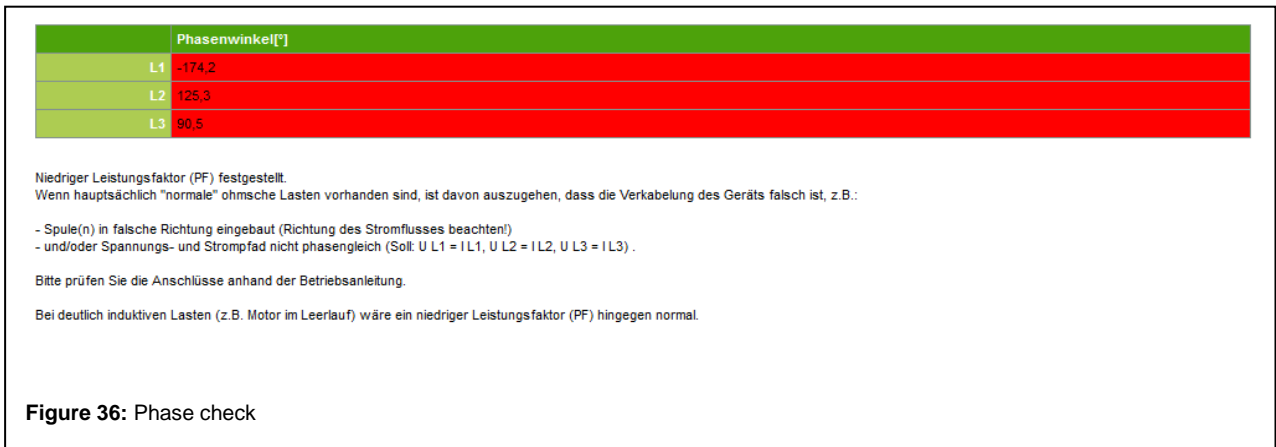 Phasenwinkel[°]
L1 -174,2
L2 125,3
L3 90,5
Niedriger Leistungsfaktor (PF) festgestellt.
Wenn hauptsächlich "normale" ohmsche Lasten vorhanden sind, ist davon auszugehen, dass die Verkabelung des Geräts falsch ist, z.B.:
- Spule(n) in falsche Richtung eingebaut (Richtung des Stromflusses beachten!)
- und/oder Spannungs- und Strompfad nicht phasengleich (Soll: U L1 = I L1, U L2 = I L2, U L3 = I L3) .
Bitte prüfen Sie die Anschlüsse anhand der Betriebsanleitung.
Bei deutlich induktiven Lasten (z.B. Motor im Leerlauf) wäre ein niedriger Leistungsfaktor (PF) hingegen normal.
Figure 36: Phase check